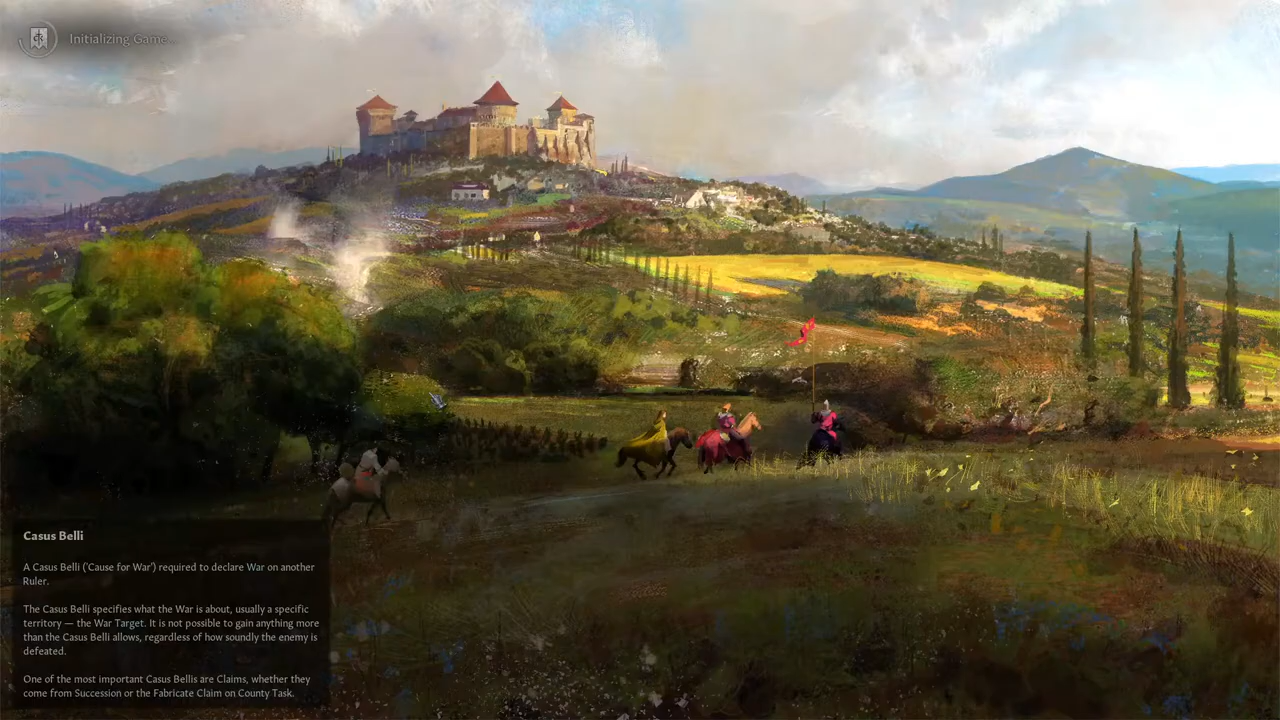 Initializing Game...
Casus Belli
A Casus Belli ('Cause for War') required to declare War on another
Ruler.
The Casus Belli specifies what the War is about, usually a specific
territory — the War Target. It is not possible to gain anything more
than the Casus Belli allows, regardless of how soundly the enemy is
defeated.
One of the most important Casus Bellis are Claims, whether they
come from Succession or the Fabricate Claim on County Task.